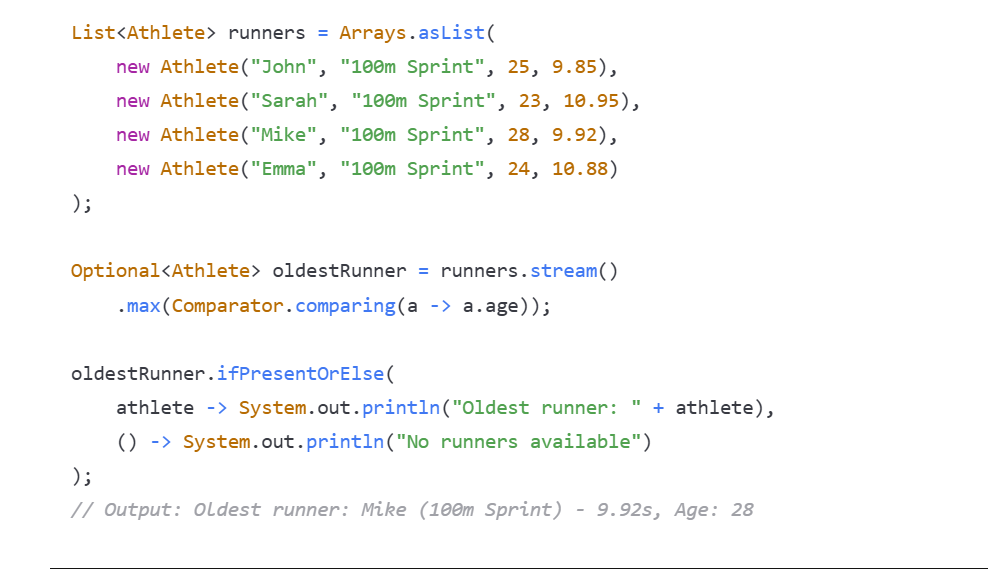 List<Athlete> runners = Arrays.asList(
    new Athlete("John", "100m Sprint", 25, 9.85),
    new Athlete("Sarah", "100m Sprint", 23, 10.95),
    new Athlete("Mike", "100m Sprint", 28, 9.92),
    new Athlete("Emma", "100m Sprint", 24, 10.88)
);

Optional<Athlete> oldestRunner = runners.stream()
    .max(Comparator.comparing(a -> a.age));

oldestRunner.ifPresentOrElse(
    athlete -> System.out.println("Oldest runner: " + athlete),
    () -> System.out.println("No runners available")
);
// Output: Oldest runner: Mike (100m Sprint) - 9.92s, Age: 28